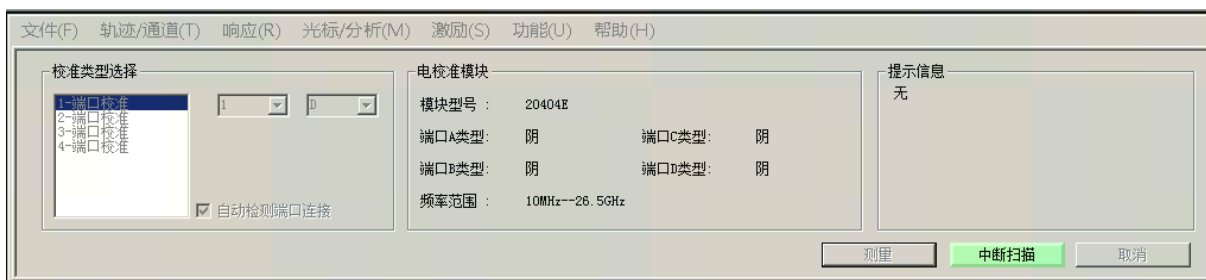 文件(F) 轨迹/通道(T) 响应(R) 光标/分析(M) 激励(S) 功能(U) 帮助(H)
校准类型选择
1-端口校准
2-端口校准
3-端口校准
4-端口校准
1
D
自动检测端口连接
电校准模块
模块型号 : 20404E
端口A类型: 阴 端口C类型: 阴
端口B类型: 阴 端口D类型: 阴
频率范围 : 10MHz--26.5GHz
提示信息
无
测量 中断扫描 取消